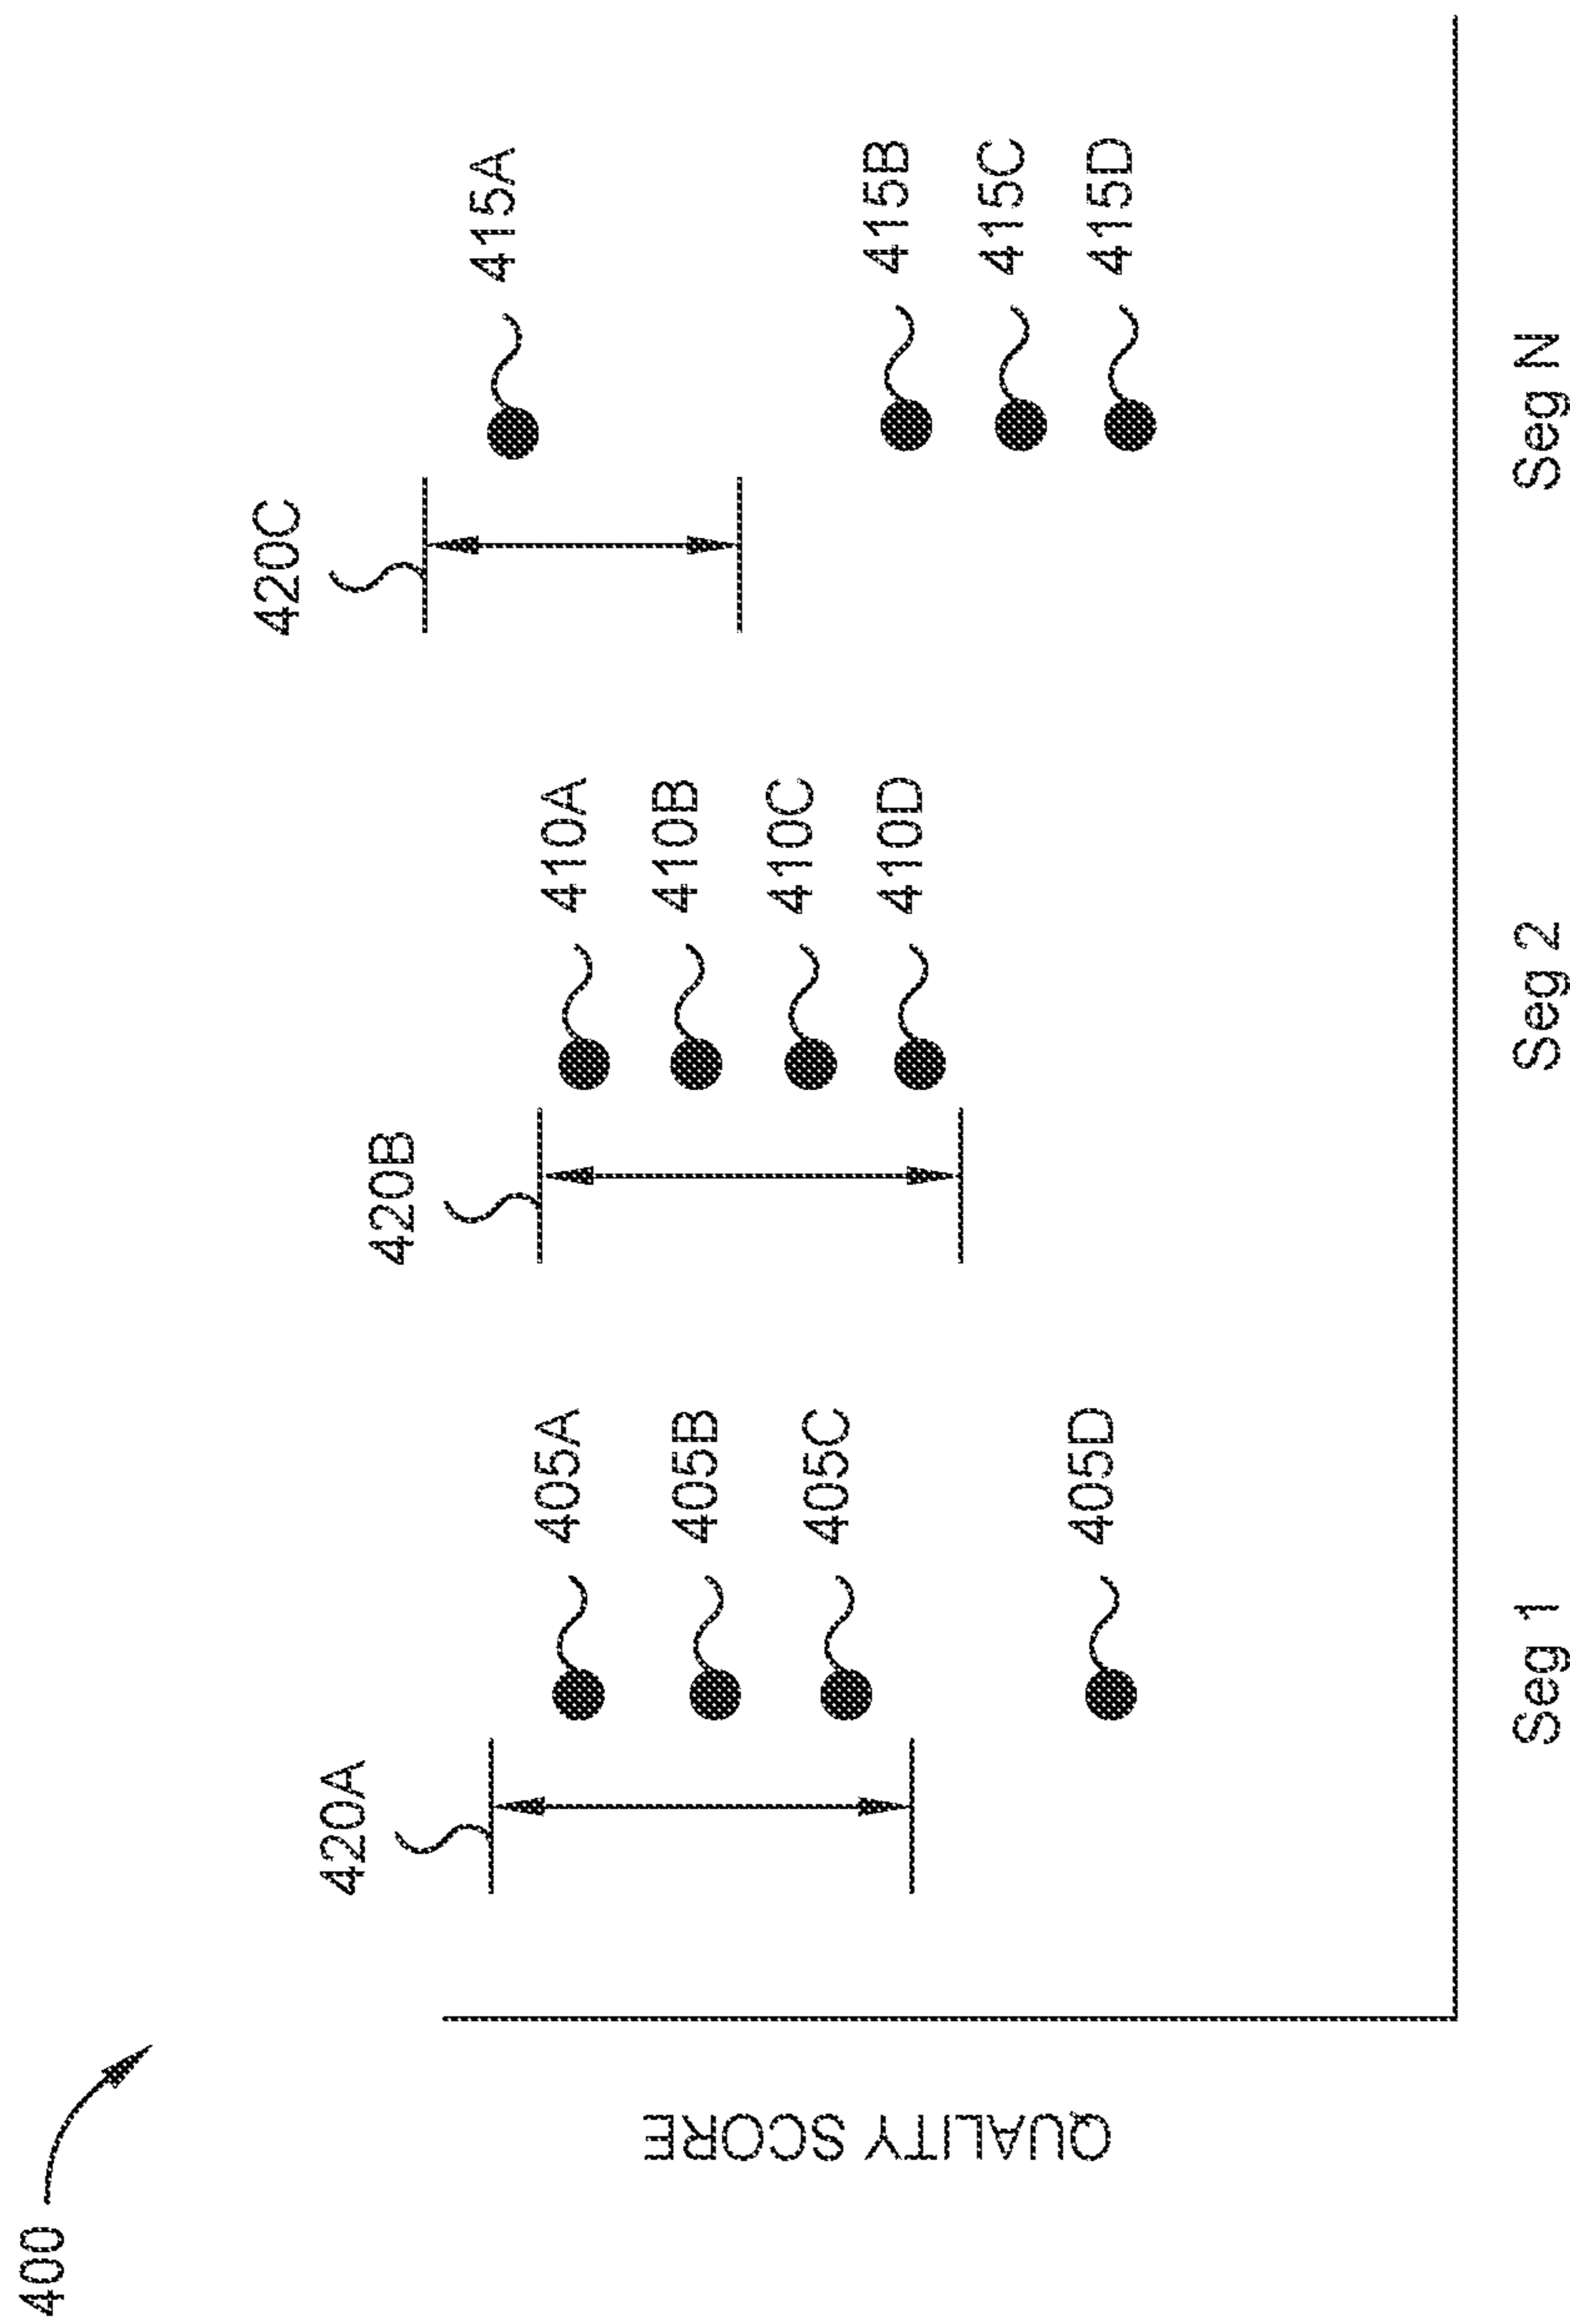 400
QUALITY SCORE
420A
405A
405B
405C
405D
420B
410A
410B
410C
410D
420C
415A
415B
415C
415D
Seg 1
Seg 2
Seg N